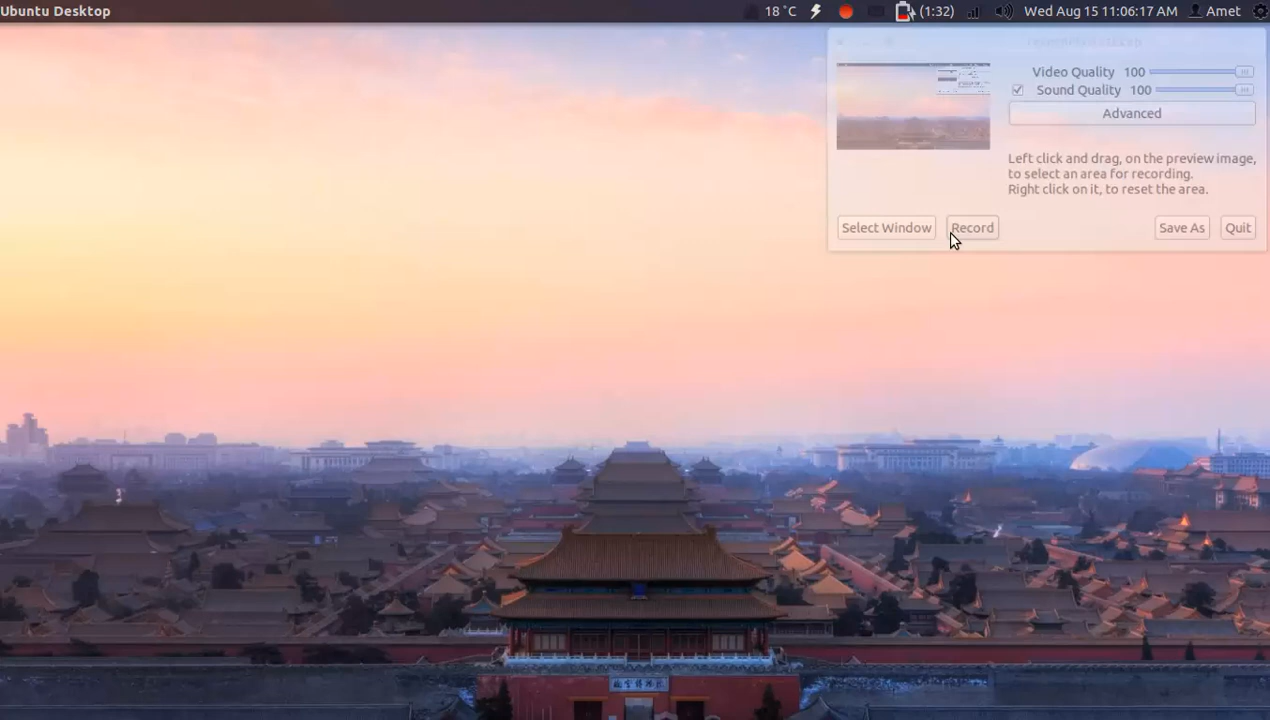 Ubuntu Desktop
18 °C
(1:32)
Wed Aug 15 11:06:17 AM
Amet
Video Quality 100
Sound Quality 100
Advanced
Left click and drag, on the preview image,
to select an area for recording.
Right click on it, to reset the area.
Select Window
Record
Save As
Quit